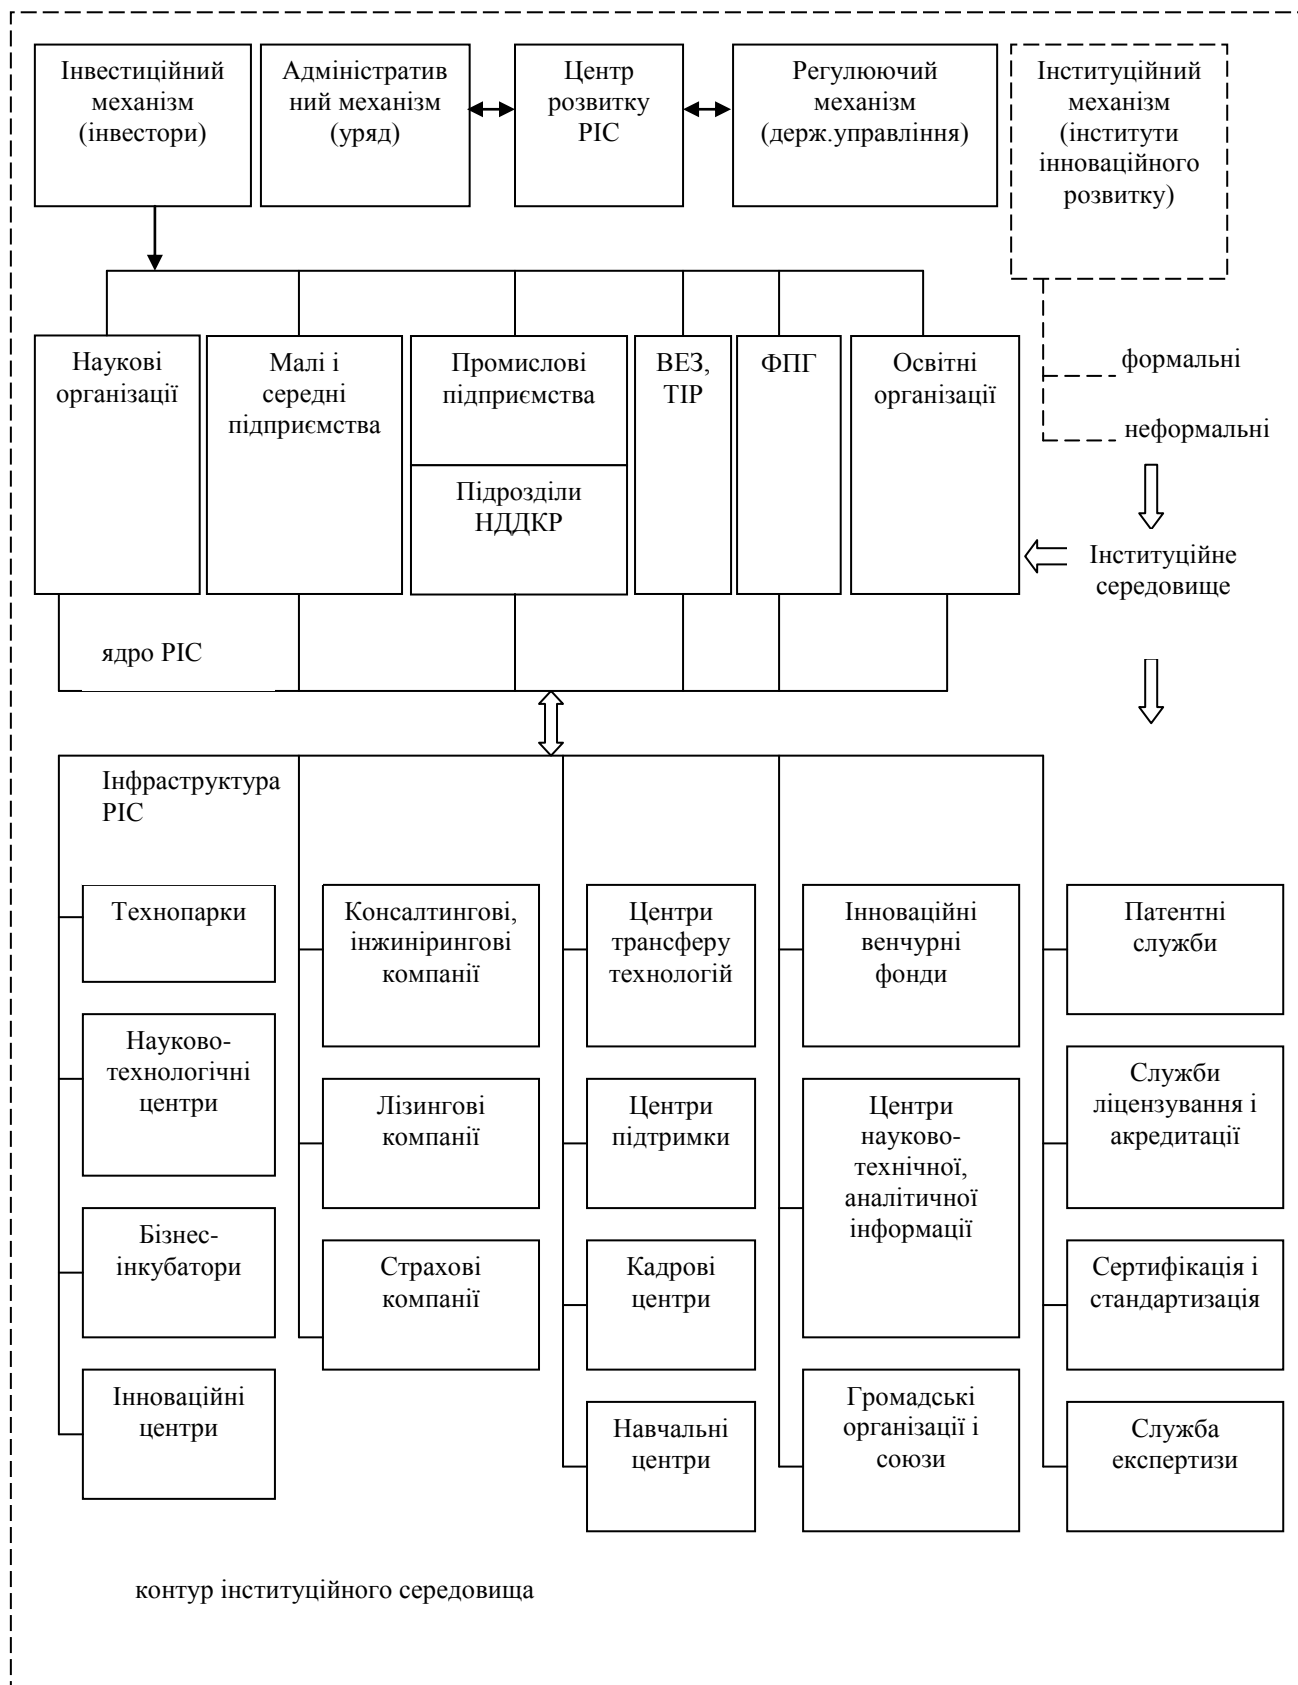 Інвестиційний
механізм
(інвестори)
Адміністратив
ний механізм
(уряд)
Центр
розвитку
РІС
Регулюючий
механізм
(держ.управління)
Інституційний
механізм
(інститути
інноваційного
розвитку)
Наукові
організації
Малі і
середні
підприємства
Промислові
підприємства
Підрозділи
НДДКР
ВЕЗ,
ТІР
ФПГ
Освітні
організації
формальні
неформальні
Інституційне
середовище
ядро РІС
Інфраструктура
РІС
Технопарки
Науково-
технологічні
центри
Бізнес-
інкубатори
Інноваційні
центри
Консалтингові,
інжинірингові
компанії
Лізингові
компанії
Страхові
компанії
Центри
трансферу
технологій
Центри
підтримки
Кадрові
центри
Навчальні
центри
Інноваційні
венчурні
фонди
Центри
науково-
технічної,
аналітичної
інформації
Громадські
організації і
союзи
Патентні
служби
Служби
ліцензування і
акредитації
Сертифікація і
стандартизація
Служба
експертизи
контур інституційного середовища